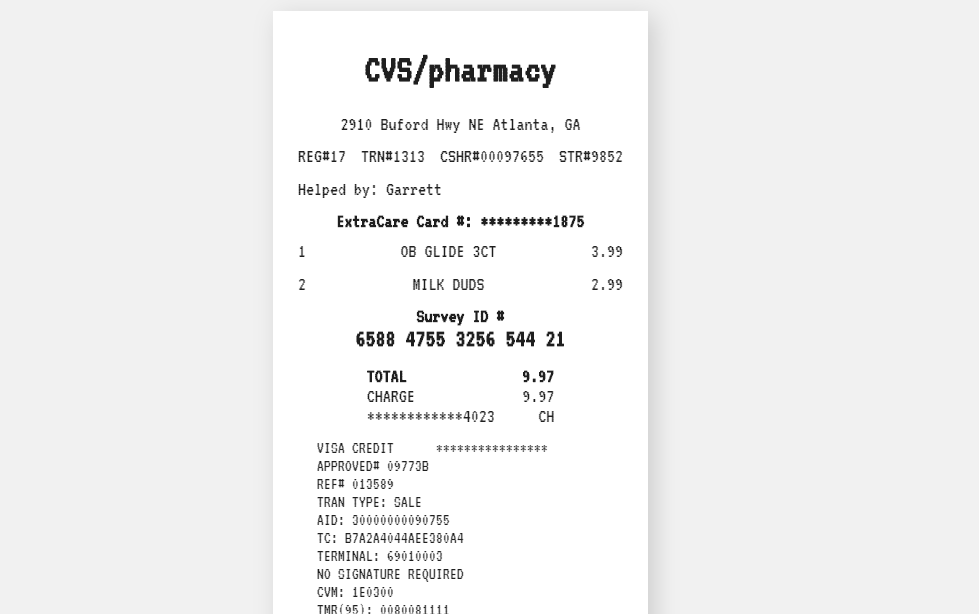 CVS/pharmacy
2910 Buford Hwy NE Atlanta, GA
REG#17 TRN#1313 CSHR#00097655 STR#9852
Helped by: Garrett
ExtraCare Card #: *********1875
1 OB GLIDE 3CT 3.99
2 MILK DUDS 2.99
Survey ID #
6588 4755 3256 544 21
TOTAL 9.97
CHARGE 9.97
************4023 CH
VISA CREDIT ****************
APPROVED# 09773B
REF# 013589
TRAN TYPE: SALE
AID: 30000000090755
TC: B7A2A4044AEE380A4
TERMINAL: 69010003
NO SIGNATURE REQUIRED
CVM: 1E0300
TMR(95): 0080081111